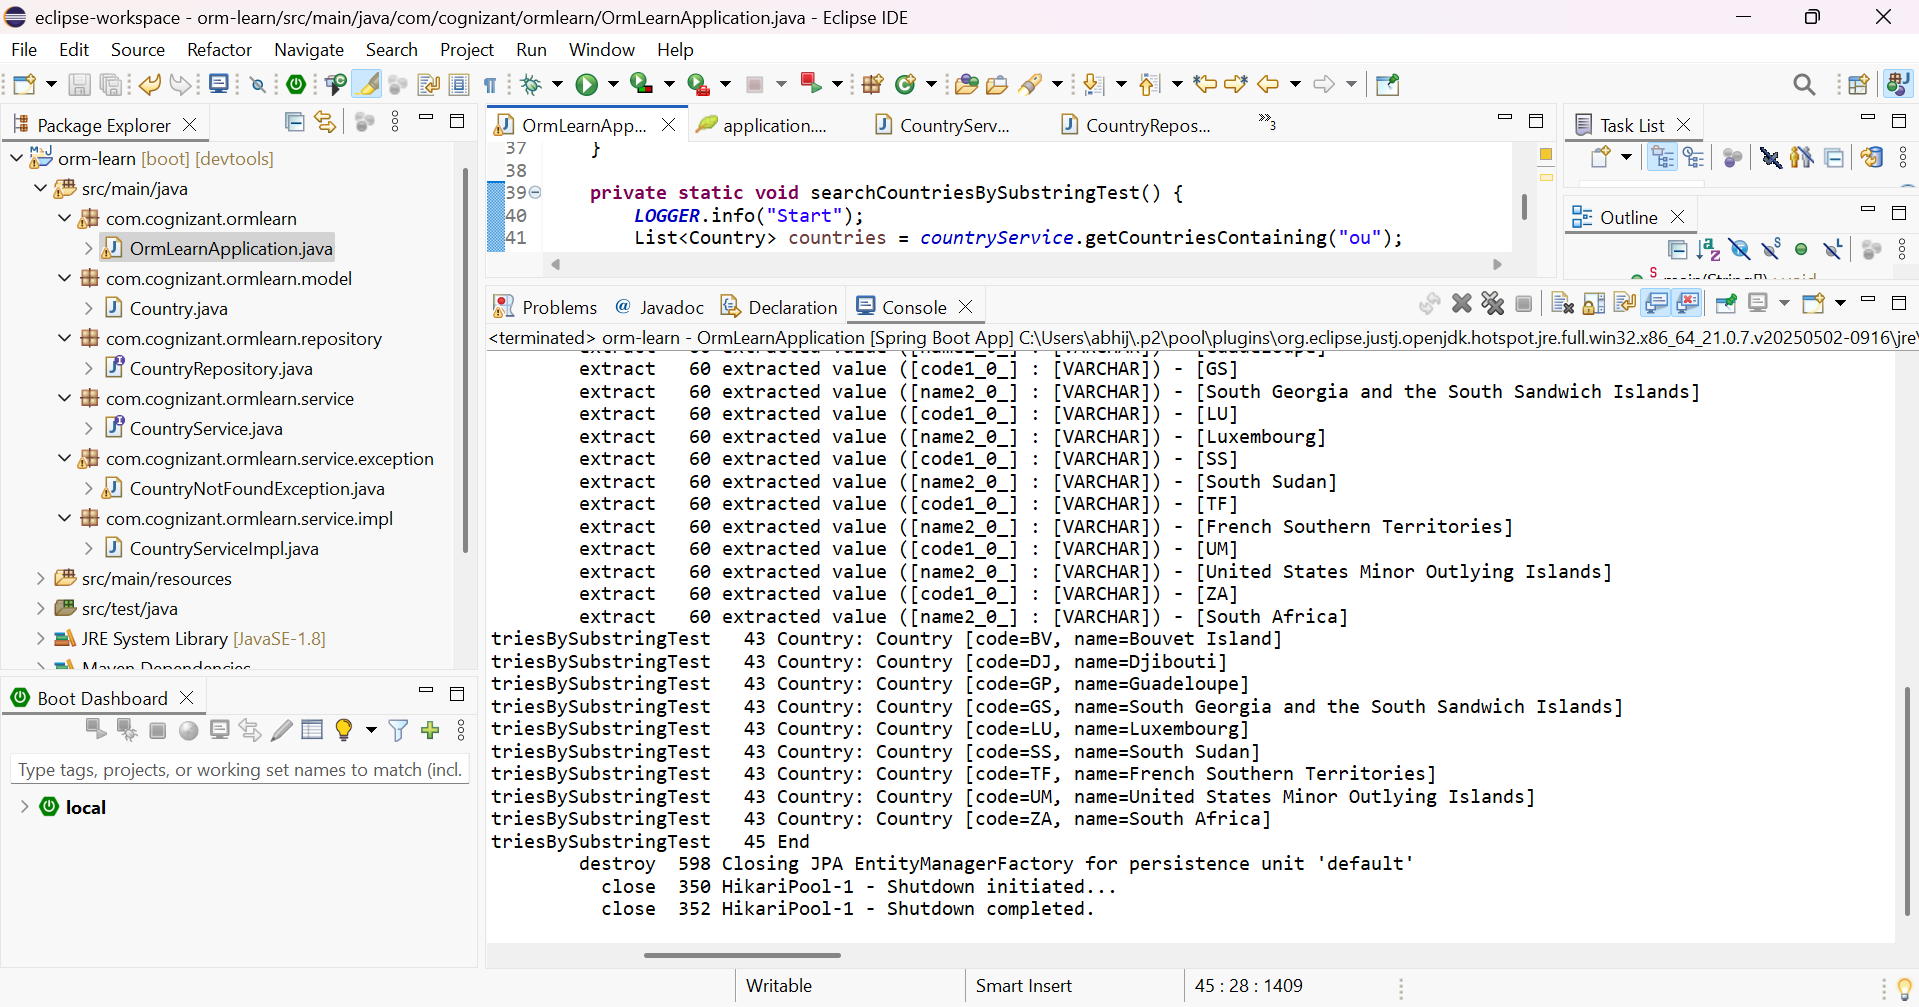 eclipse-workspace - orm-learn/src/main/java/com/cognizant/ormlearn/OrmLearnApplication.java - Eclipse IDE
File Edit Source Refactor Navigate Search Project Run Window Help
Package Explorer
orm-learn [boot] [devtools]
src/main/java
com.cognizant.ormlearn
OrmLearnApplication.java
com.cognizant.ormlearn.model
Country.java
com.cognizant.ormlearn.repository
CountryRepository.java
com.cognizant.ormlearn.service
CountryService.java
com.cognizant.ormlearn.service.exception
CountryNotFoundException.java
com.cognizant.ormlearn.service.impl
CountryServiceImpl.java
src/main/resources
src/test/java
JRE System Library [JavaSE-1.8]
Maven Dependencies
Boot Dashboard
Type tags, projects, or working set names to match (incl.
local
OrmLearnApp... application.... CountryServ... CountryRepos... »3
37 }
38
39 private static void searchCountriesBySubstringTest() {
40 LOGGER.info("Start");
41 List<Country> countries = countryService.getCountriesContaining("ou");
Task List
Outline
main(String[]) : void
Problems Javadoc Declaration Console
<terminated> orm-learn - OrmLearnApplication [Spring Boot App] C:\Users\abhij\.p2\pool\plugins\org.eclipse.justj.openjdk.hotspot.jre.full.win32.x86_64_21.0.7.v20250502-0916\jre\
extract 60 extracted value ([name2_0_] : [VARCHAR]) - [Guadeloupe]
extract 60 extracted value ([code1_0_] : [VARCHAR]) - [GS]
extract 60 extracted value ([name2_0_] : [VARCHAR]) - [South Georgia and the South Sandwich Islands]
extract 60 extracted value ([code1_0_] : [VARCHAR]) - [LU]
extract 60 extracted value ([name2_0_] : [VARCHAR]) - [Luxembourg]
extract 60 extracted value ([code1_0_] : [VARCHAR]) - [SS]
extract 60 extracted value ([name2_0_] : [VARCHAR]) - [South Sudan]
extract 60 extracted value ([code1_0_] : [VARCHAR]) - [TF]
extract 60 extracted value ([name2_0_] : [VARCHAR]) - [French Southern Territories]
extract 60 extracted value ([code1_0_] : [VARCHAR]) - [UM]
extract 60 extracted value ([name2_0_] : [VARCHAR]) - [United States Minor Outlying Islands]
extract 60 extracted value ([code1_0_] : [VARCHAR]) - [ZA]
extract 60 extracted value ([name2_0_] : [VARCHAR]) - [South Africa]
triesBySubstringTest 43 Country: Country [code=BV, name=Bouvet Island]
triesBySubstringTest 43 Country: Country [code=DJ, name=Djibouti]
triesBySubstringTest 43 Country: Country [code=GP, name=Guadeloupe]
triesBySubstringTest 43 Country: Country [code=GS, name=South Georgia and the South Sandwich Islands]
triesBySubstringTest 43 Country: Country [code=LU, name=Luxembourg]
triesBySubstringTest 43 Country: Country [code=SS, name=South Sudan]
triesBySubstringTest 43 Country: Country [code=TF, name=French Southern Territories]
triesBySubstringTest 43 Country: Country [code=UM, name=United States Minor Outlying Islands]
triesBySubstringTest 43 Country: Country [code=ZA, name=South Africa]
triesBySubstringTest 45 End
destroy 598 Closing JPA EntityManagerFactory for persistence unit 'default'
close 350 HikariPool-1 - Shutdown initiated...
close 352 HikariPool-1 - Shutdown completed.
Writable Smart Insert 45 : 28 : 1409